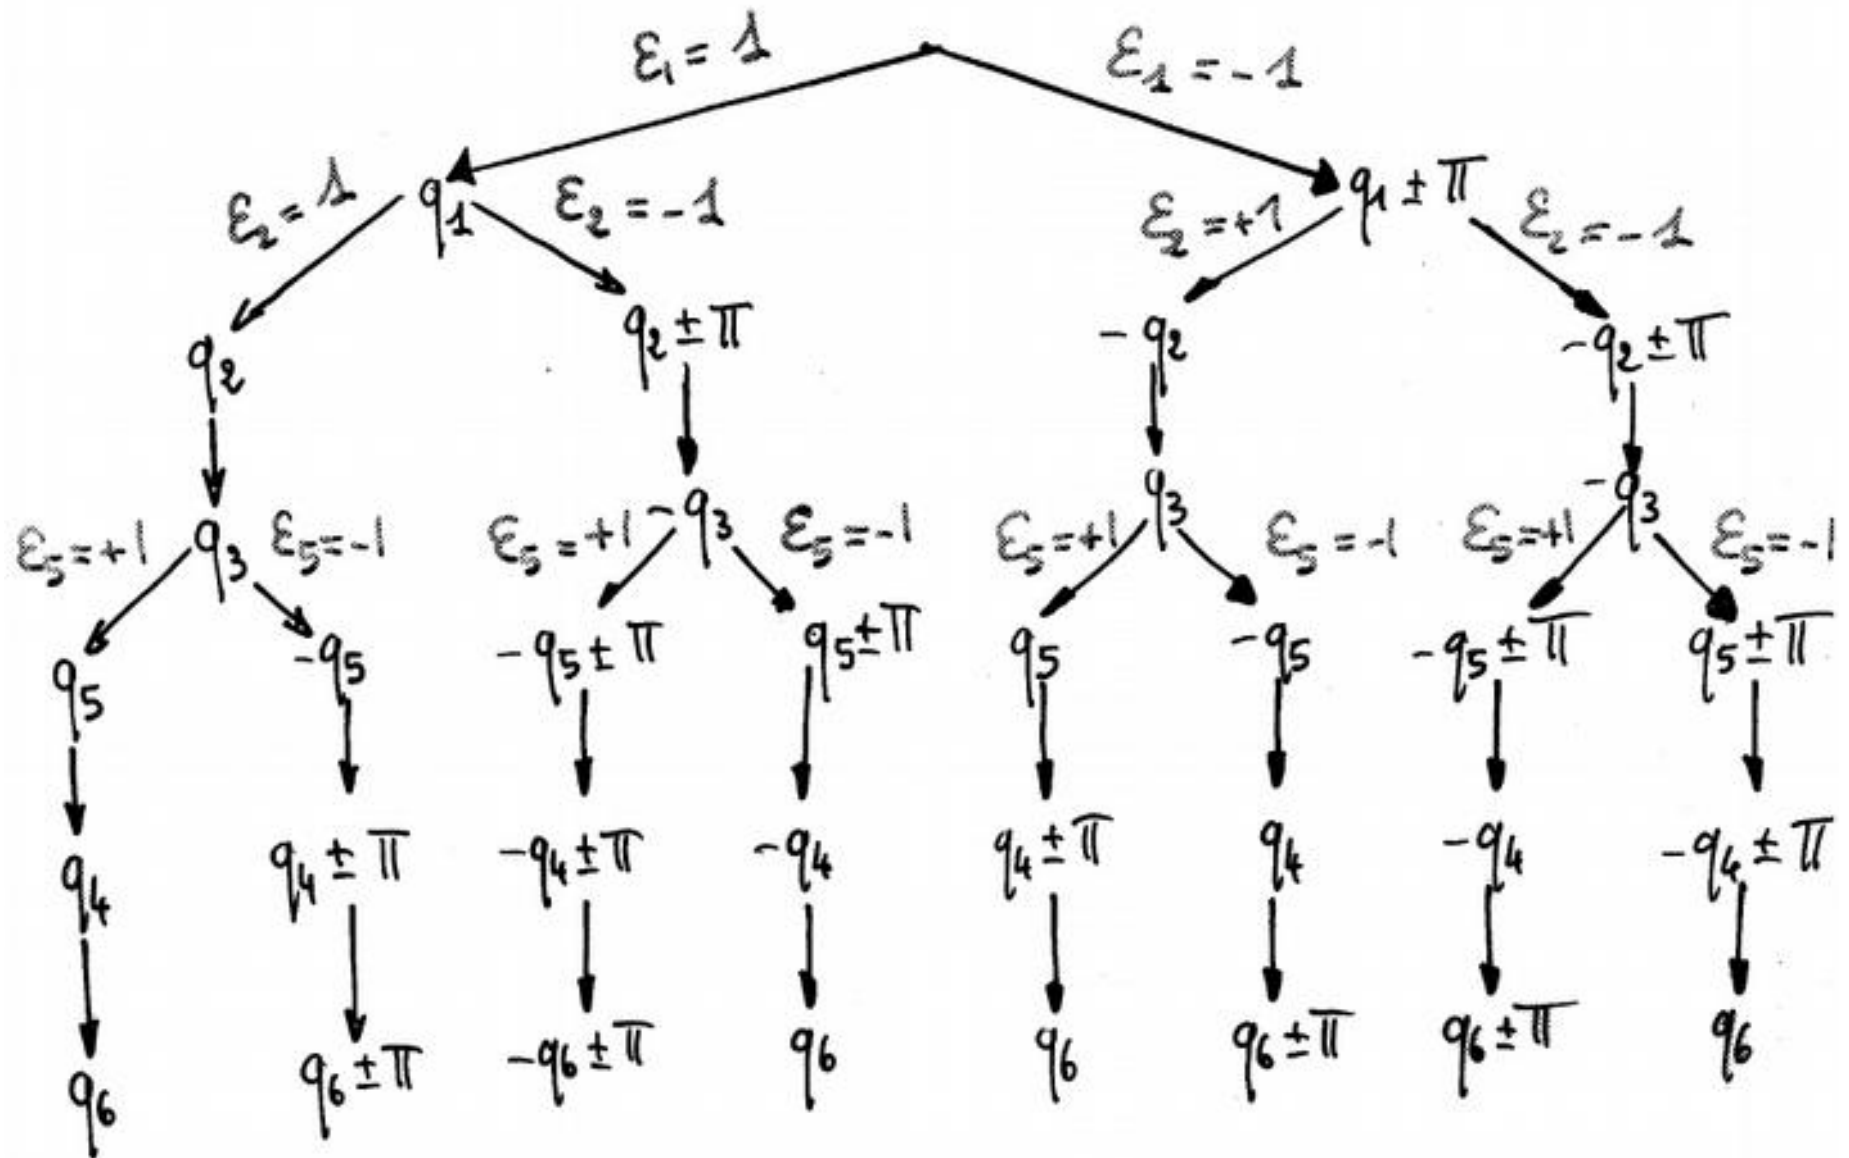 ε₁ = 1 ε₁ = -1
ε₂ = 1 q₁ ε₂ = -1 ε₂ = +1 q₁ ± π ε₂ = -1
q₂ q₂ ± π -q₂ -q₂ ± π
ε₅ = +1 q₃ ε₅ = -1 ε₅ = +1 -q₃ ε₅ = -1 ε₅ = +1 q₃ ε₅ = -1 ε₅ = +1 -q₃ ε₅ = -1
q₅ -q₅ -q₅ ± π q₅ ± π q₅ -q₅ -q₅ ± π q₅ ± π
q₄ q₄ ± π -q₄ ± π -q₄ q₄ ± π q₄ -q₄ -q₄ ± π
q₆ q₆ ± π -q₆ ± π q₆ q₆ q₆ ± π q₆ ± π q₆